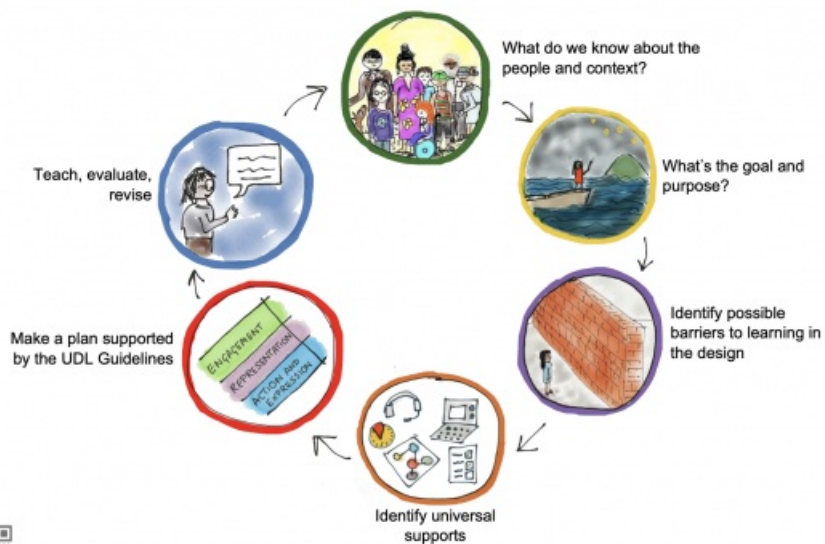 What do we know about the
people and context?
What's the goal and
purpose?
Identify possible
barriers to learning in
the design
Identify universal
supports
Make a plan supported
by the UDL Guidelines
ENGAGEMENT
REPRESENTATION
ACTION AND
EXPRESSION
Teach, evaluate,
revise